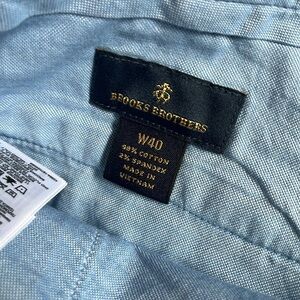 BROOKS BROTHERS
W40
98% COTTON
2% SPANDEX
MADE IN
VIETNAM